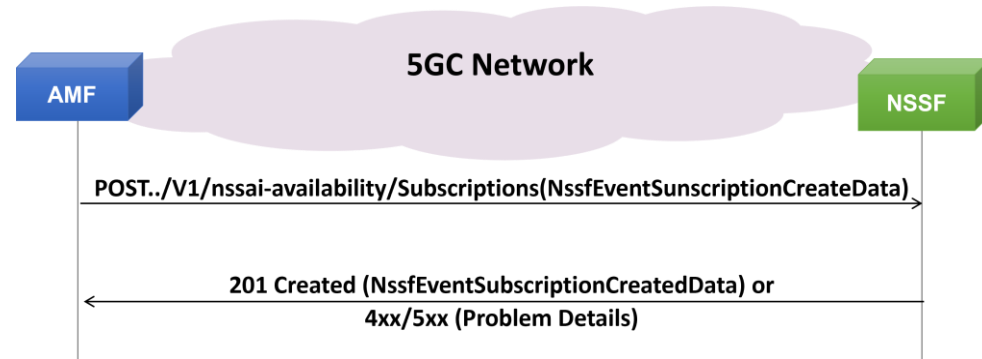 5GC Network
AMF
NSSF
POST../V1/nssai-availability/Subscriptions(NssfEventSunscriptionCreateData)
201 Created (NssfEventSubscriptionCreatedData) or
4xx/5xx (Problem Details)